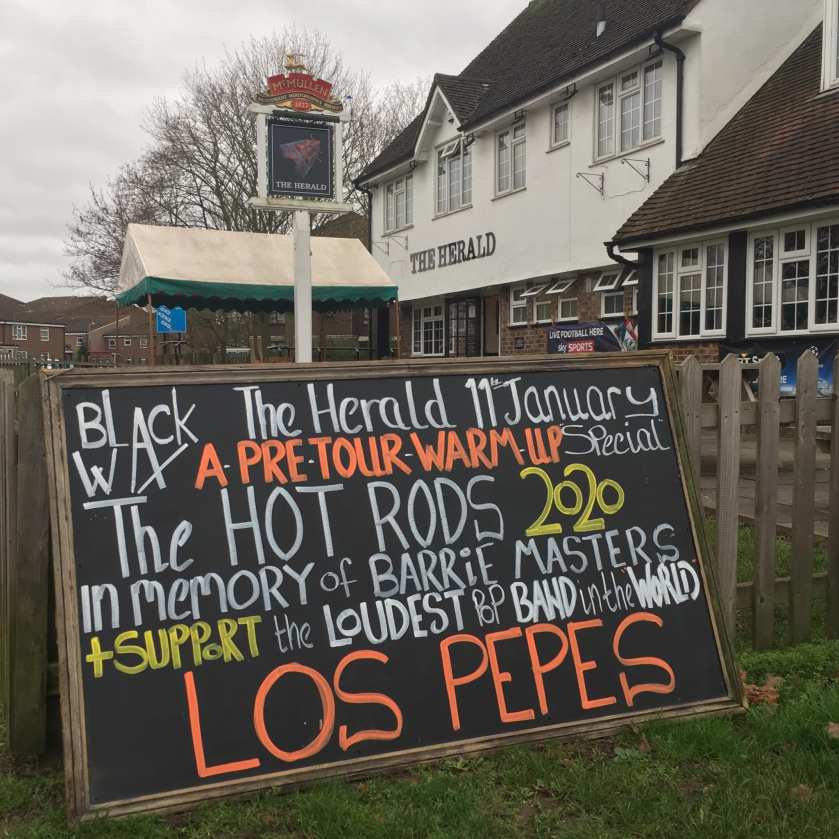 McMULLEN
1827
THE HERALD
THE HERALD
LIVE FOOTBALL HERE
sky SPORTS
BLACK WAX
The Herald 11th January
A-PRE-TOUR-WARM-UP Special
The HOT RODS 2020
IN MEMORY of BARRIE MASTERS
+ SUPPORT the LOUDEST POP BAND in the "WORLD"
LOS PEPES